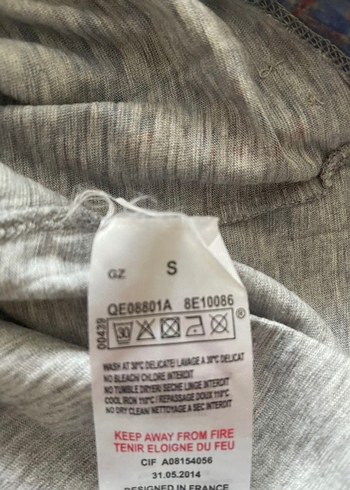 GZ S
QE08801A 8E10086
00439
WASH AT 30°C DELICATE/ LAVAGE A 30°C DELICAT
NO BLEACH/ CHLORE INTERDIT
NO TUMBLE DRYER/ SECHE LINGE INTERDIT
COOL IRON 110°C/ REPASSAGE DOUX 110°C
NO DRY CLEAN/ NETTOYAGE A SEC INTERDIT
KEEP AWAY FROM FIRE
TENIR ELOIGNE DU FEU
CIF A08154056
31.05.2014
DESIGNED IN FRANCE